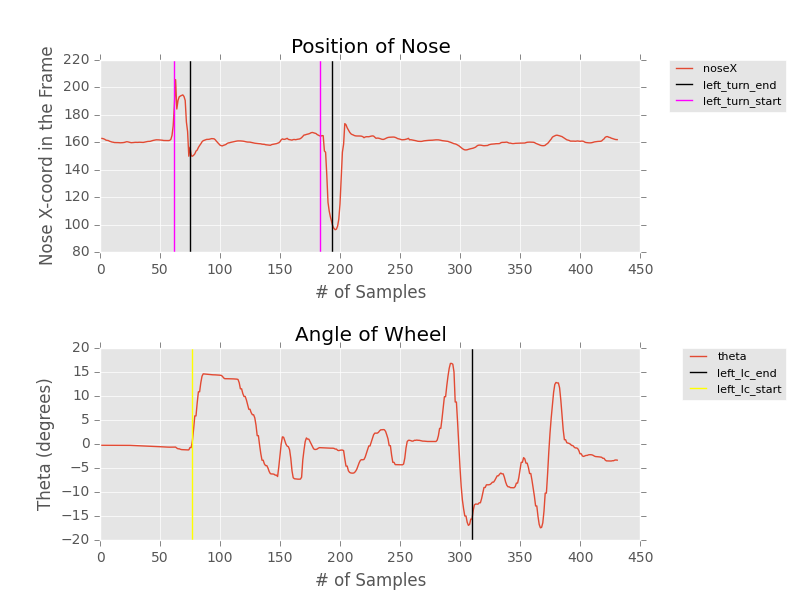 Position of Nose
220
200
180
160
140
120
100
80
Nose X-coord in the Frame
0 50 100 150 200 250 300 350 400 450
# of Samples
noseX
left_turn_end
left_turn_start
Angle of Wheel
20
15
10
5
0
−5
−10
−15
−20
Theta (degrees)
0 50 100 150 200 250 300 350 400 450
# of Samples
theta
left_lc_end
left_lc_start